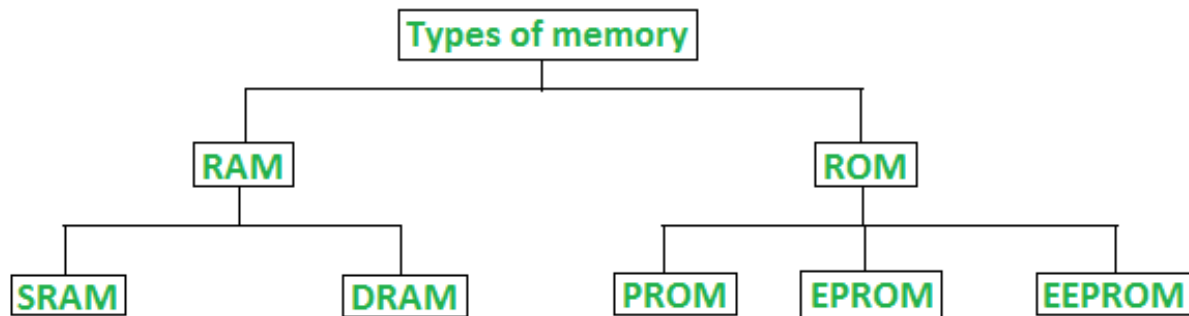 Types of memory
RAM
ROM
SRAM
DRAM
PROM
EPROM
EEPROM